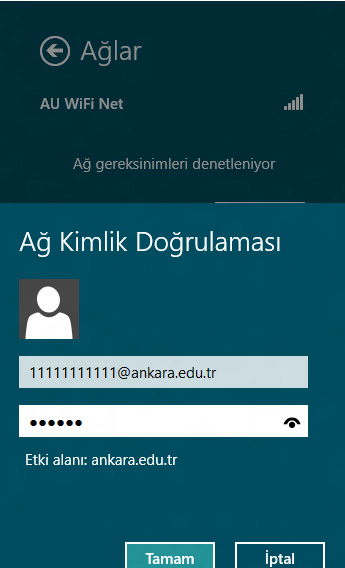 Ağlar
AU WiFi Net
Ağ gereksinimleri denetleniyor
Ağ Kimlik Doğrulaması
11111111111@ankara.edu.tr
••••••
Etki alanı: ankara.edu.tr
Tamam
İptal